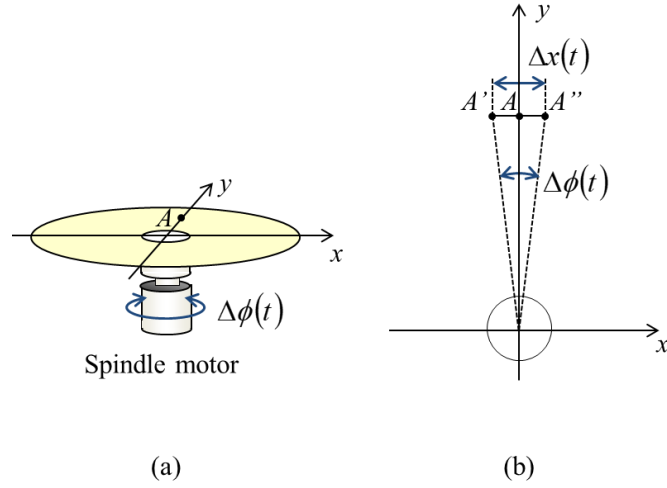 y
A
x
Δϕ(t)
Spindle motor
(a)
y
Δx(t)
A' A A''
Δϕ(t)
x
(b)